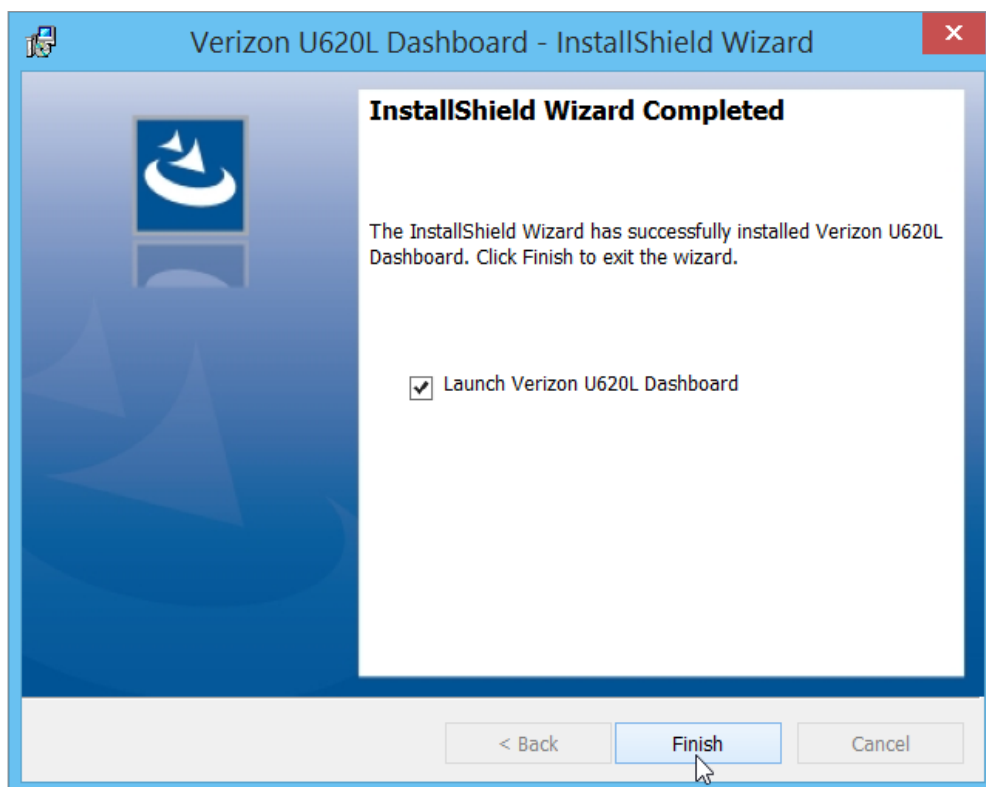 Verizon U620L Dashboard - InstallShield Wizard
InstallShield Wizard Completed
The InstallShield Wizard has successfully installed Verizon U620L
Dashboard. Click Finish to exit the wizard.
Launch Verizon U620L Dashboard
< Back
Finish
Cancel